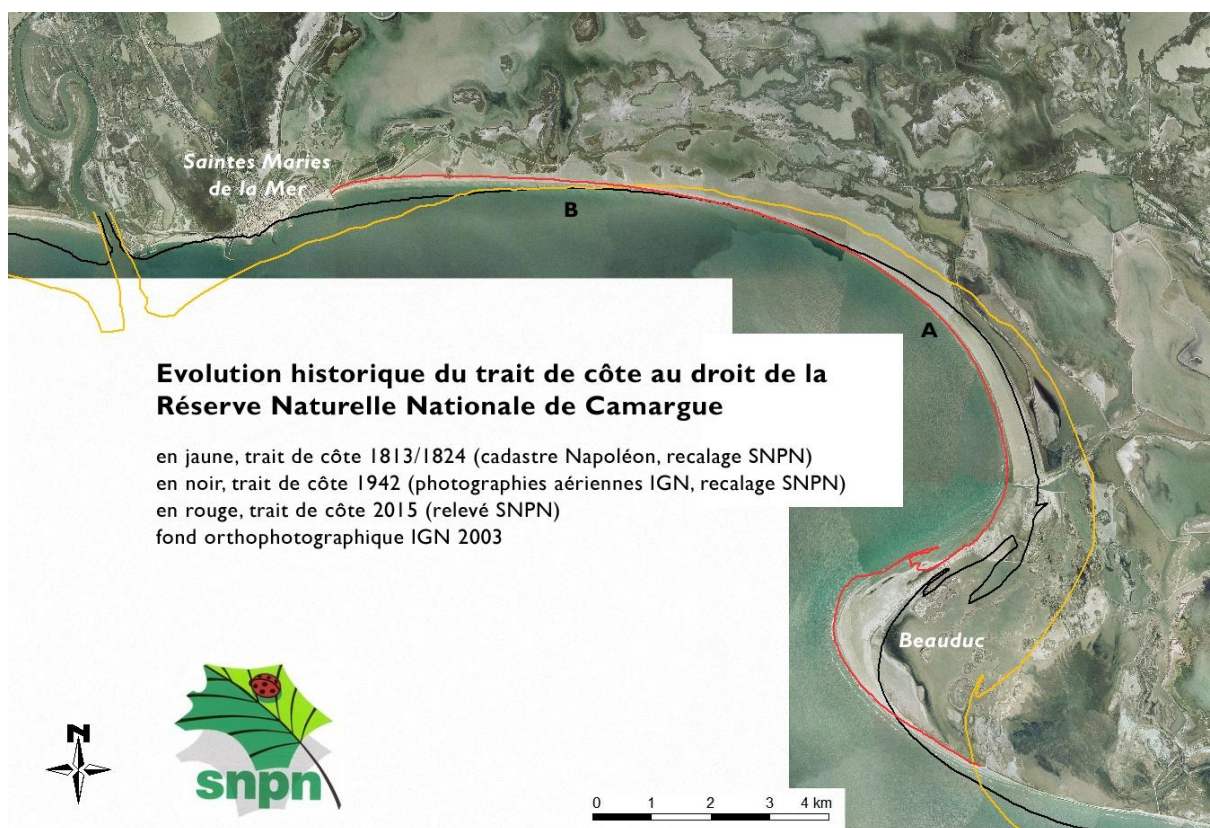 Saintes Maries
de la Mer
B
A
Evolution historique du trait de côte au droit de la
Réserve Naturelle Nationale de Camargue
en jaune, trait de côte 1813/1824 (cadastre Napoléon, recalage SNPN)
en noir, trait de côte 1942 (photographies aériennes IGN, recalage SNPN)
en rouge, trait de côte 2015 (relevé SNPN)
fond orthophotographique IGN 2003
Beauduc
N
snpn
0 1 2 3 4 km